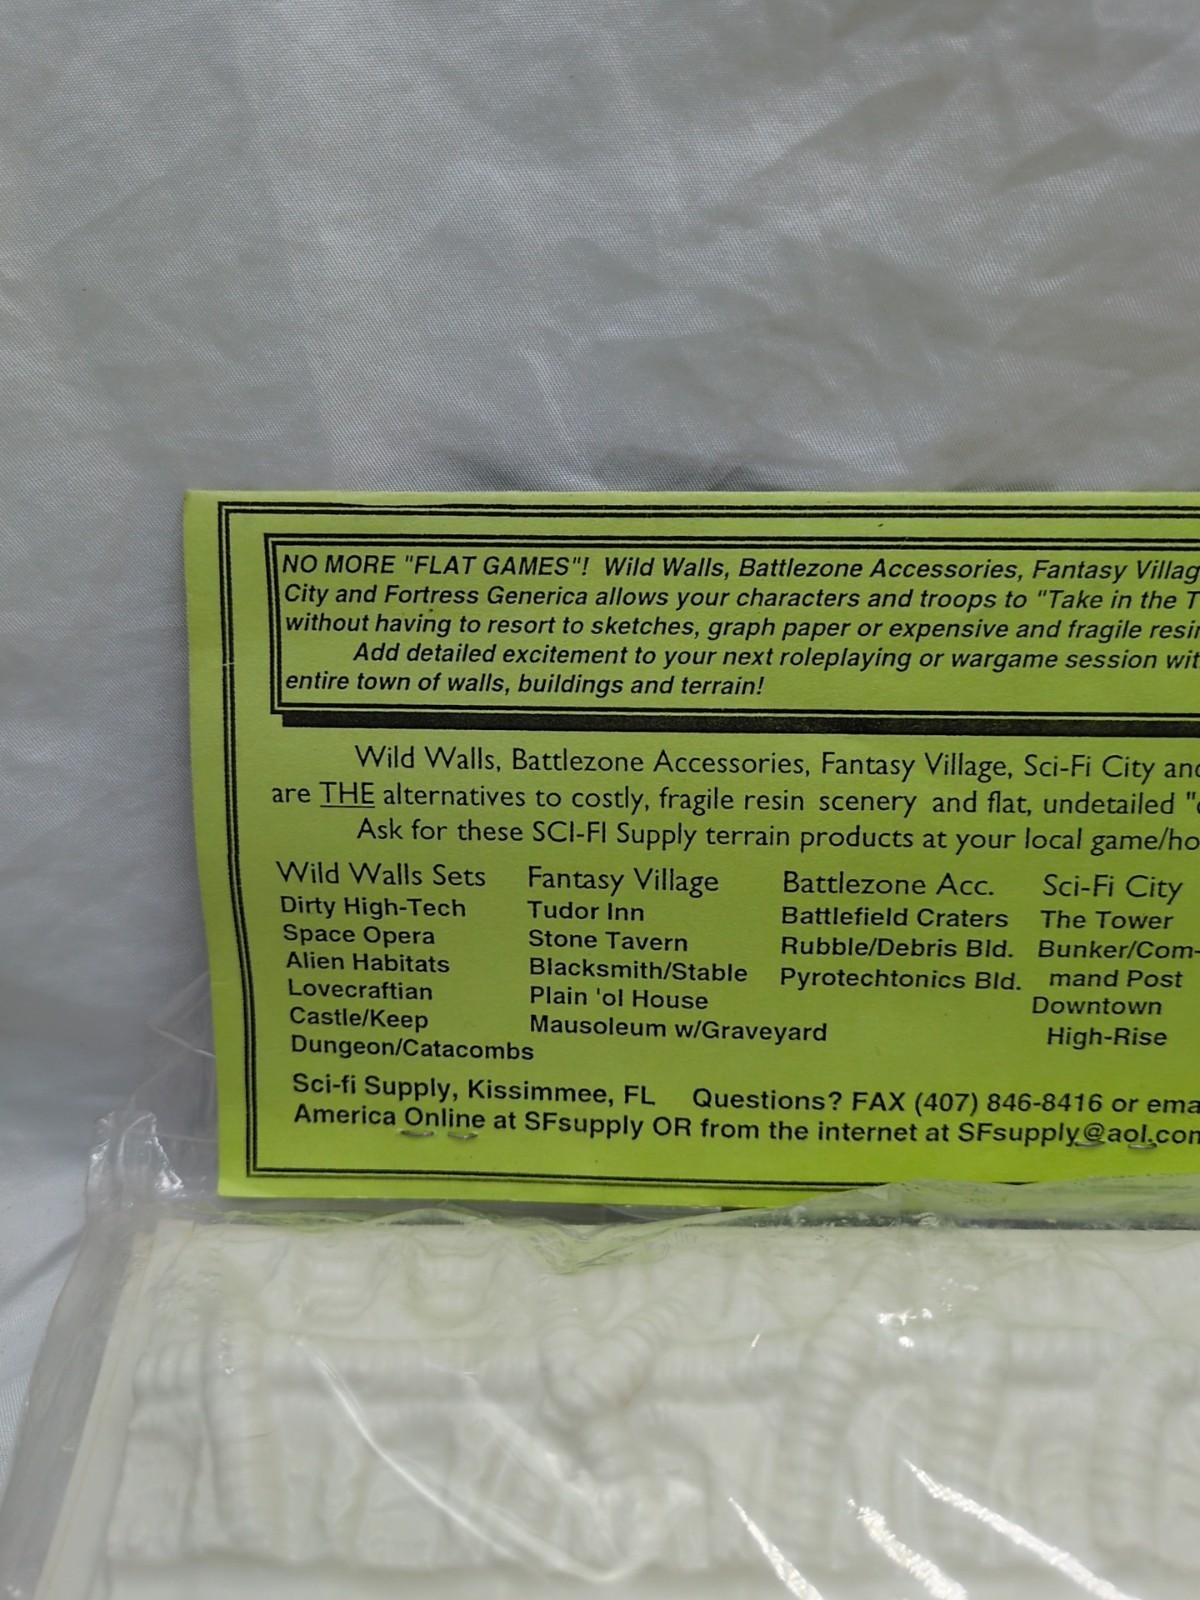 NO MORE "FLAT GAMES"! Wild Walls, Battlezone Accessories, Fantasy Villag
City and Fortress Generica allows your characters and troops to "Take in the T
without having to resort to sketches, graph paper or expensive and fragile resin
Add detailed excitement to your next roleplaying or wargame session wit
entire town of walls, buildings and terrain!
Wild Walls, Battlezone Accessories, Fantasy Village, Sci-Fi City and
are THE alternatives to costly, fragile resin scenery and flat, undetailed "c
Ask for these SCI-FI Supply terrain products at your local game/ho
Wild Walls Sets
Dirty High-Tech
Space Opera
Alien Habitats
Lovecraftian
Castle/Keep
Dungeon/Catacombs
Fantasy Village
Tudor Inn
Stone Tavern
Blacksmith/Stable
Plain 'ol House
Mausoleum w/Graveyard
Battlezone Acc.
Battlefield Craters
Rubble/Debris Bld.
Pyrotechtonics Bld.
Sci-Fi City
The Tower
Bunker/Com-
mand Post
Downtown
High-Rise
Sci-fi Supply, Kissimmee, FL Questions? FAX (407) 846-8416 or ema
America Online at SFsupply OR from the internet at SFsupply@aol.com